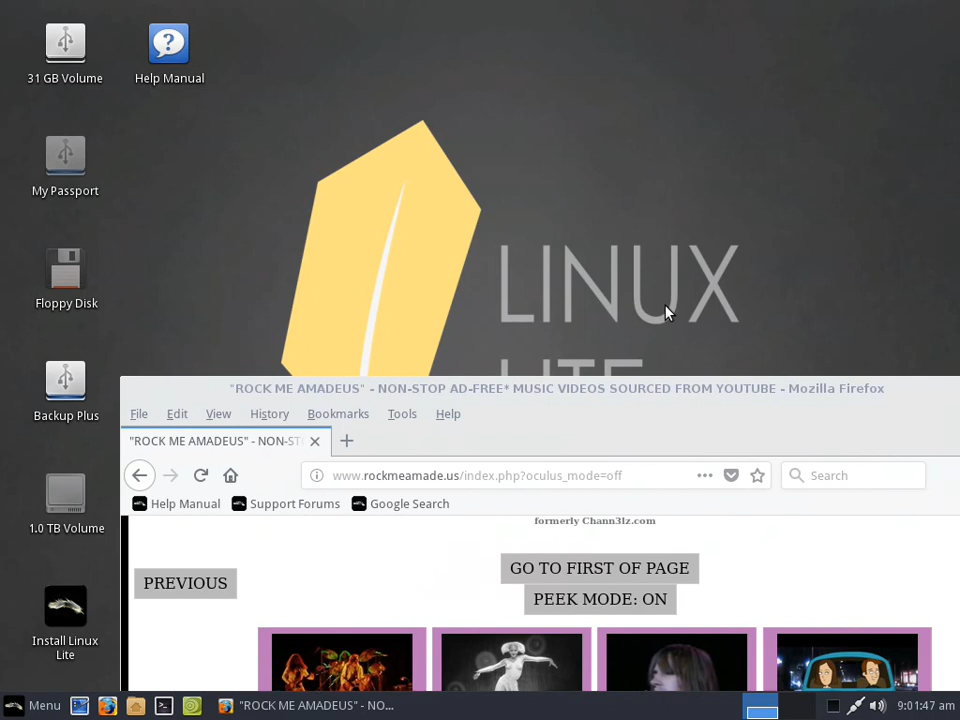 31 GB Volume
Help Manual
My Passport
Floppy Disk
Backup Plus
1.0 TB Volume
Install Linux
Lite
LINUX
LITE
"ROCK ME AMADEUS" - NON-STOP AD-FREE* MUSIC VIDEOS SOURCED FROM YOUTUBE - Mozilla Firefox
File Edit View History Bookmarks Tools Help
"ROCK ME AMADEUS" - NON-ST
www.rockmeamade.us/index.php?oculus_mode=off
Search
Help Manual Support Forums Google Search
formerly Chann3lz.com
GO TO FIRST OF PAGE
PREVIOUS
PEEK MODE: ON
Menu
"ROCK ME AMADEUS" - NO...
9:01:47 am